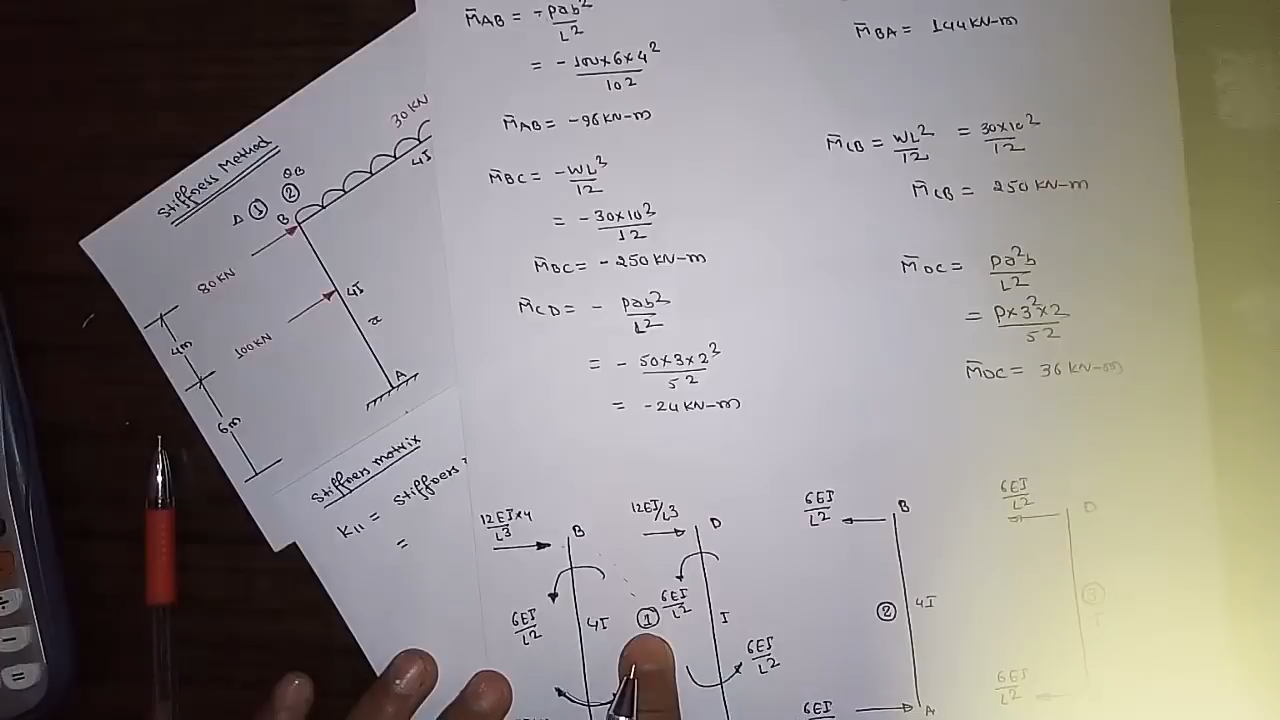 M̄AB = -Pab²/L²
= - 100×6×4²/10²
M̄AB = -96 KN-m
M̄BC = -WL³/12
= -30×10³/12
M̄BC = -250 KN-m
M̄CD = - Pab²/L²
= - 50×3×2³/5²
= -24 KN-m
M̄BA = 144 KN-m
M̄CB = WL²/12 = 30×10²/12
M̄CB = 250 KN-m
M̄DC = Pa²b/L²
= P×3²×2/5²
M̄DC = 36 KN-m
Stiffness Method
Δ ① ② θB
30 KN
4I
B
80 KN
100 KN
4I
A
4m
6m
Stiffness matrix
K11 = Stiffness
=
12EI×4/L³
B
6EI/L²
4I
①
12EI/L3
D
6EI/L²
I
6EI/L²
6EI/L²
B
②
4I
6EI
A
6EI/L²
D
③
I
6EI/L²